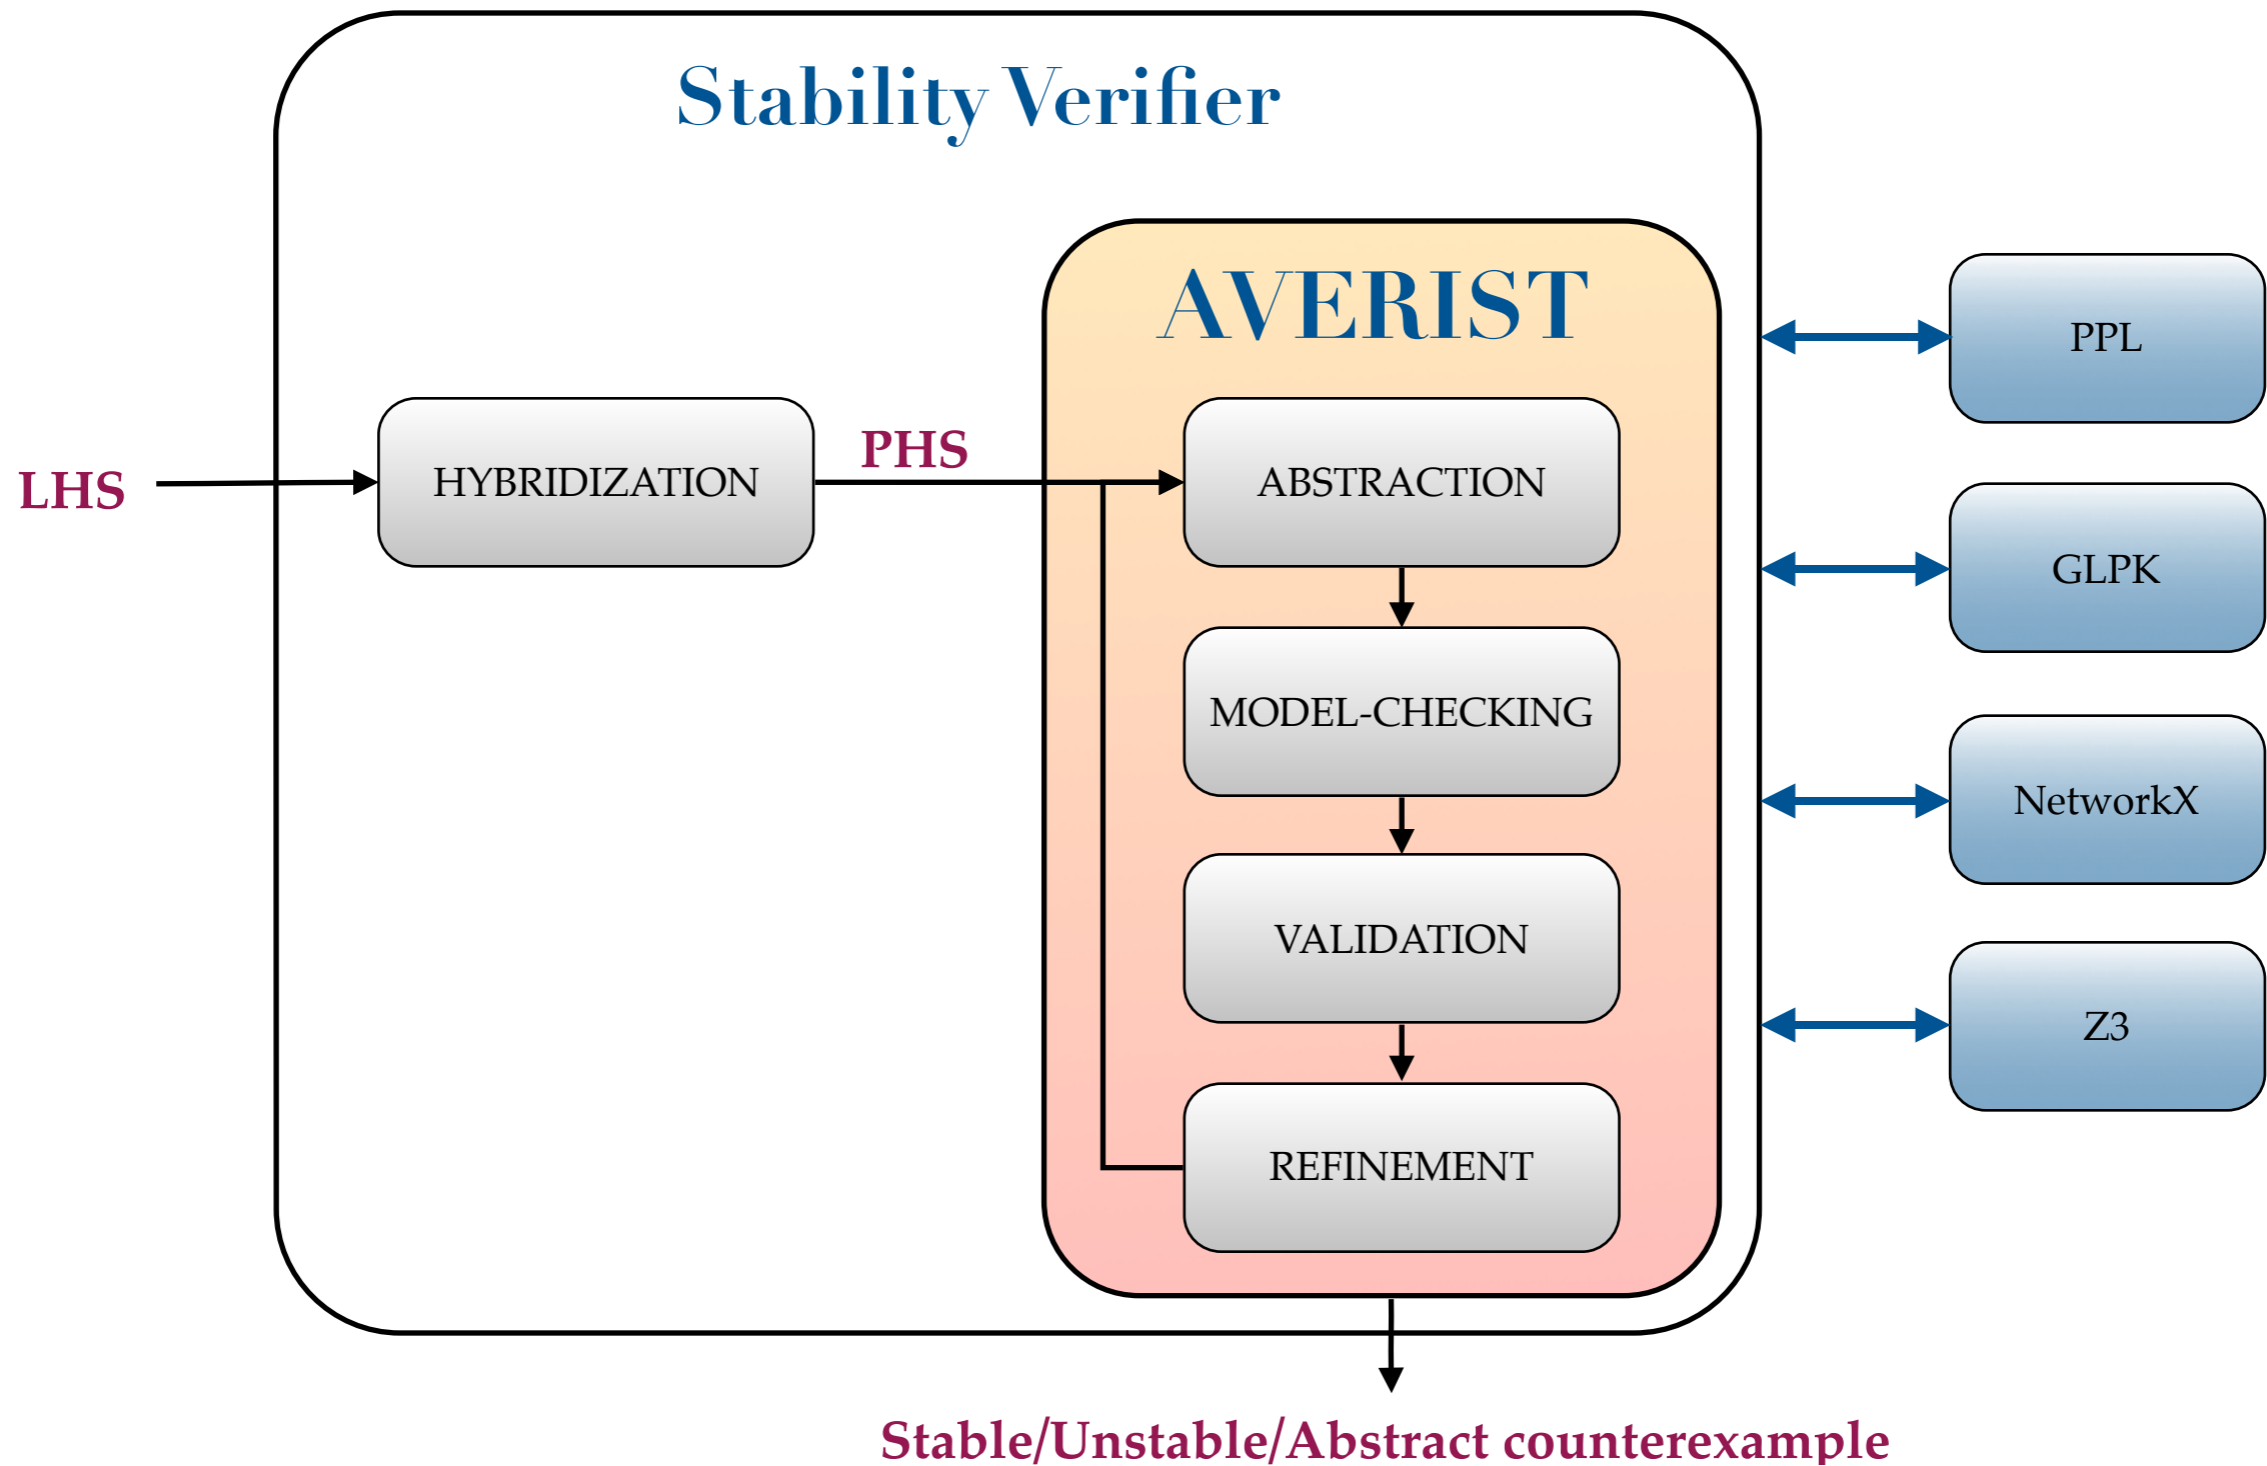 Stability Verifier
AVERIST
LHS
HYBRIDIZATION
PHS
ABSTRACTION
MODEL-CHECKING
VALIDATION
REFINEMENT
PPL
GLPK
NetworkX
Z3
Stable/Unstable/Abstract counterexample